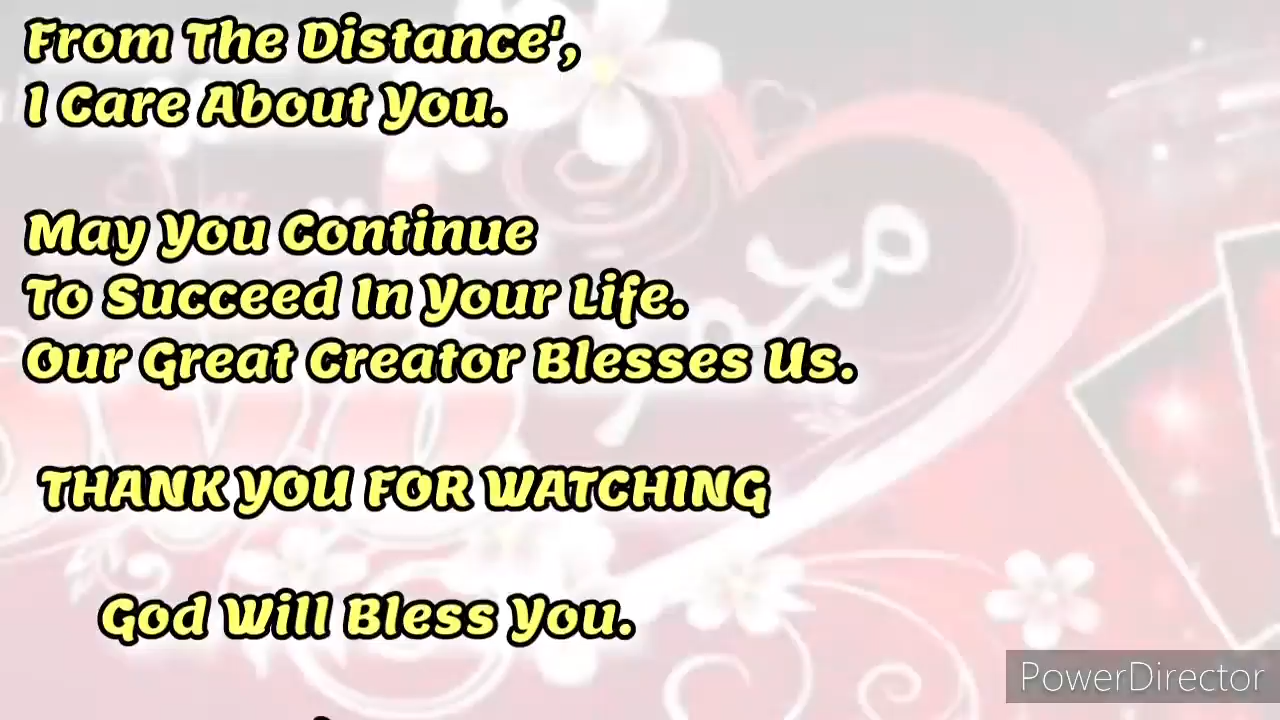 From The Distance',
I Care About You.
May You Continue
To Succeed In Your Life.
Our Great Creator Blesses Us.
THANK YOU FOR WATCHING
God Will Bless You.
PowerDirector